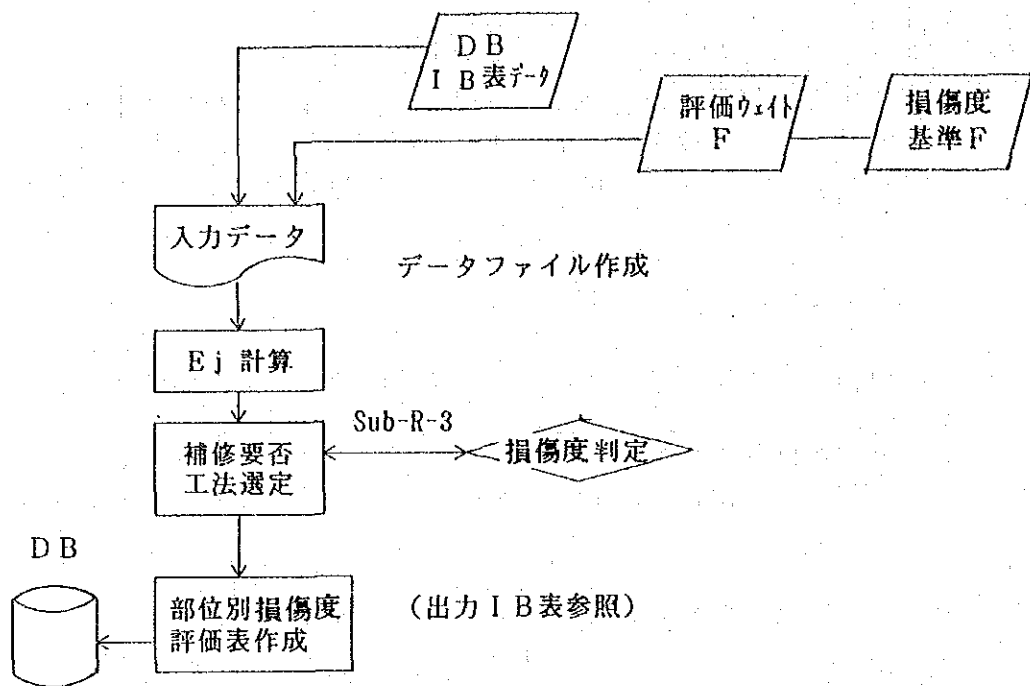 ＤＢ
ＩＢ表データ
評価ウェイト
Ｆ
損傷度
基準Ｆ
入力データ
データファイル作成
Ｅｊ計算
Sub-R-3
補修要否
工法選定
損傷度判定
ＤＢ
部位別損傷度
評価表作成
（出力ＩＢ表参照）